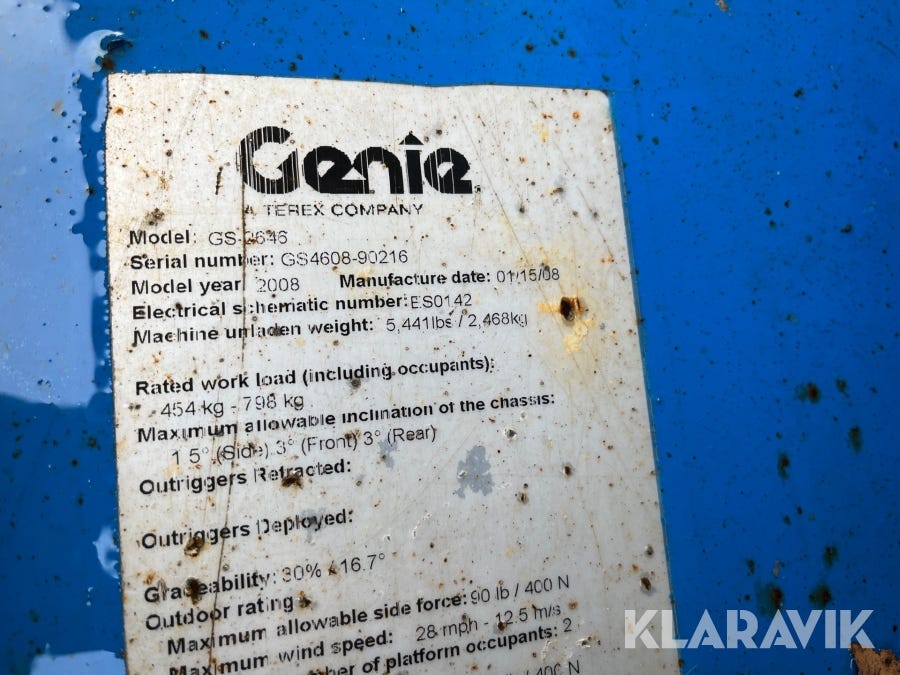 Genie
A TEREX COMPANY
Model: GS-2646
Serial number: GS4608-90216
Model year: 2008 Manufacture date: 01/15/08
Electrical schematic number: ES0142
Machine unladen weight: 5,441lbs / 2,468kg
Rated work load (including occupants):
454 kg - 798 kg
Maximum allowable inclination of the chassis:
1.5° (Side) 3° (Front) 3° (Rear)
Outriggers Retracted:
Outriggers Deployed:
Gradeability: 30% / 16.7°
Outdoor rating
Maximum allowable side force: 90 lb / 400 N
Maximum wind speed: 28 mph - 12.5 m/s
of platform occupants: 2
/ 400 N
KLARAVIK